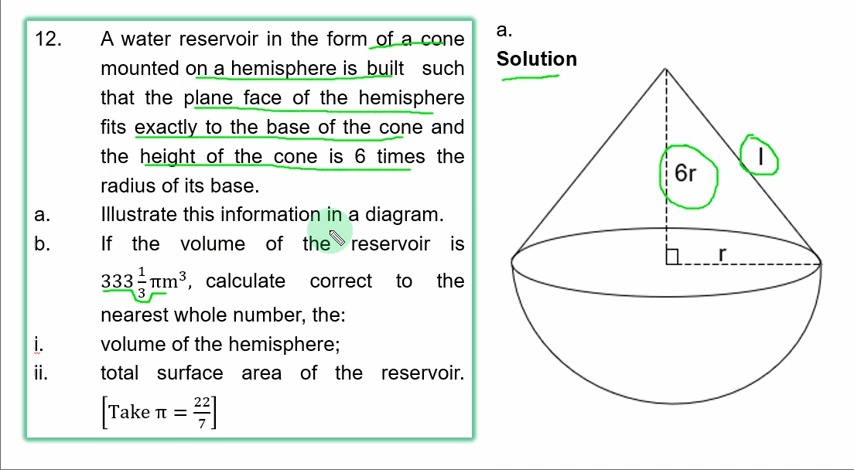 12. A water reservoir in the form of a cone
mounted on a hemisphere is built such
that the plane face of the hemisphere
fits exactly to the base of the cone and
the height of the cone is 6 times the
radius of its base.
a. Illustrate this information in a diagram.
b. If the volume of the reservoir is
333 1/3 πm³, calculate correct to the
nearest whole number, the:
i. volume of the hemisphere;
ii. total surface area of the reservoir.
[Take π = 22/7]
a.
Solution
l
6r
r